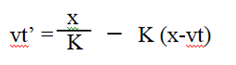 vt' = x/K − K (x-vt)